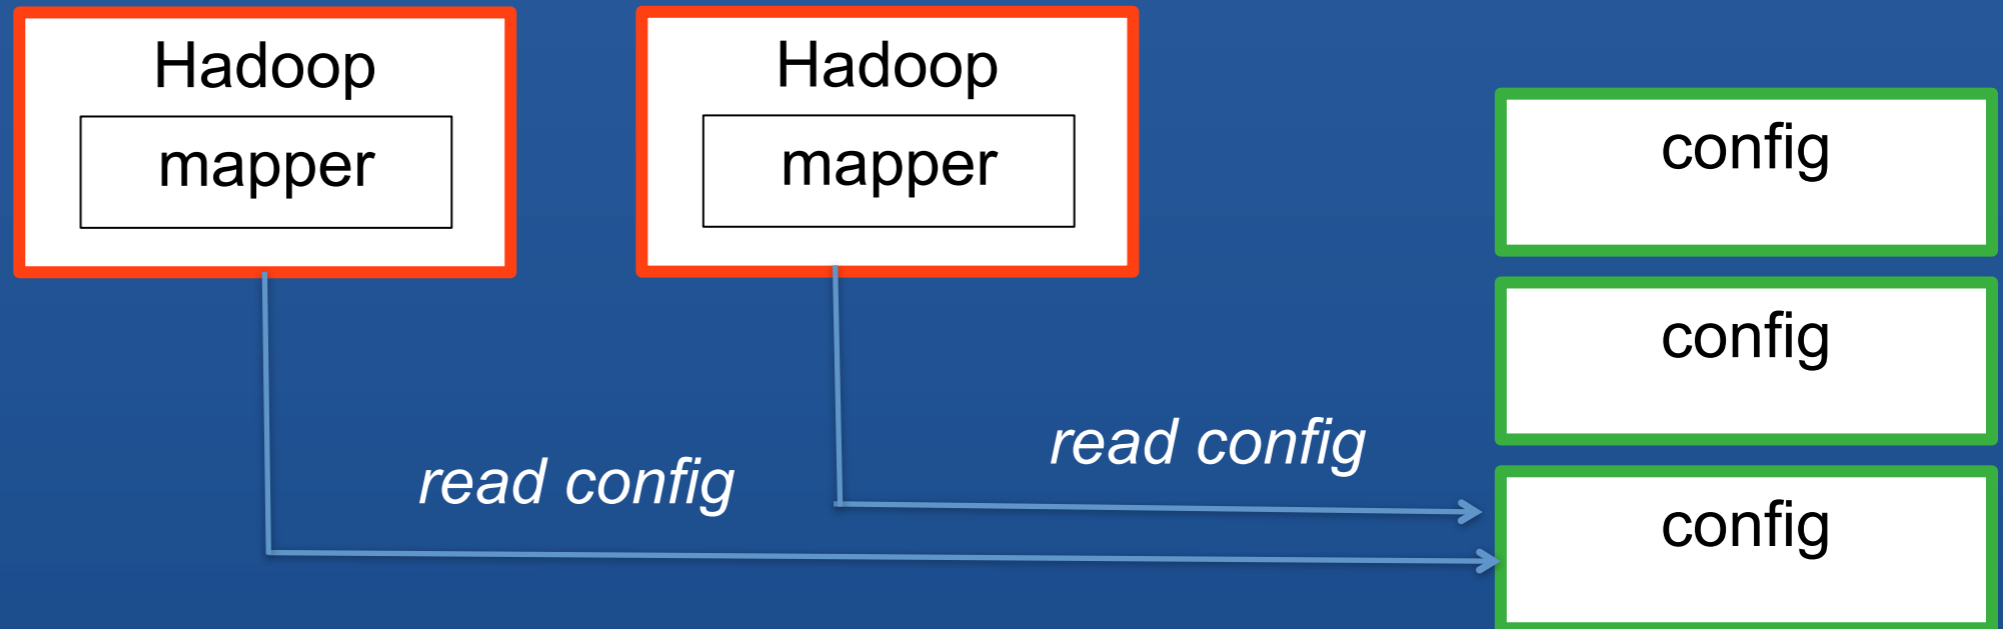 Hadoop
mapper
Hadoop
mapper
config
config
read config
read config
config